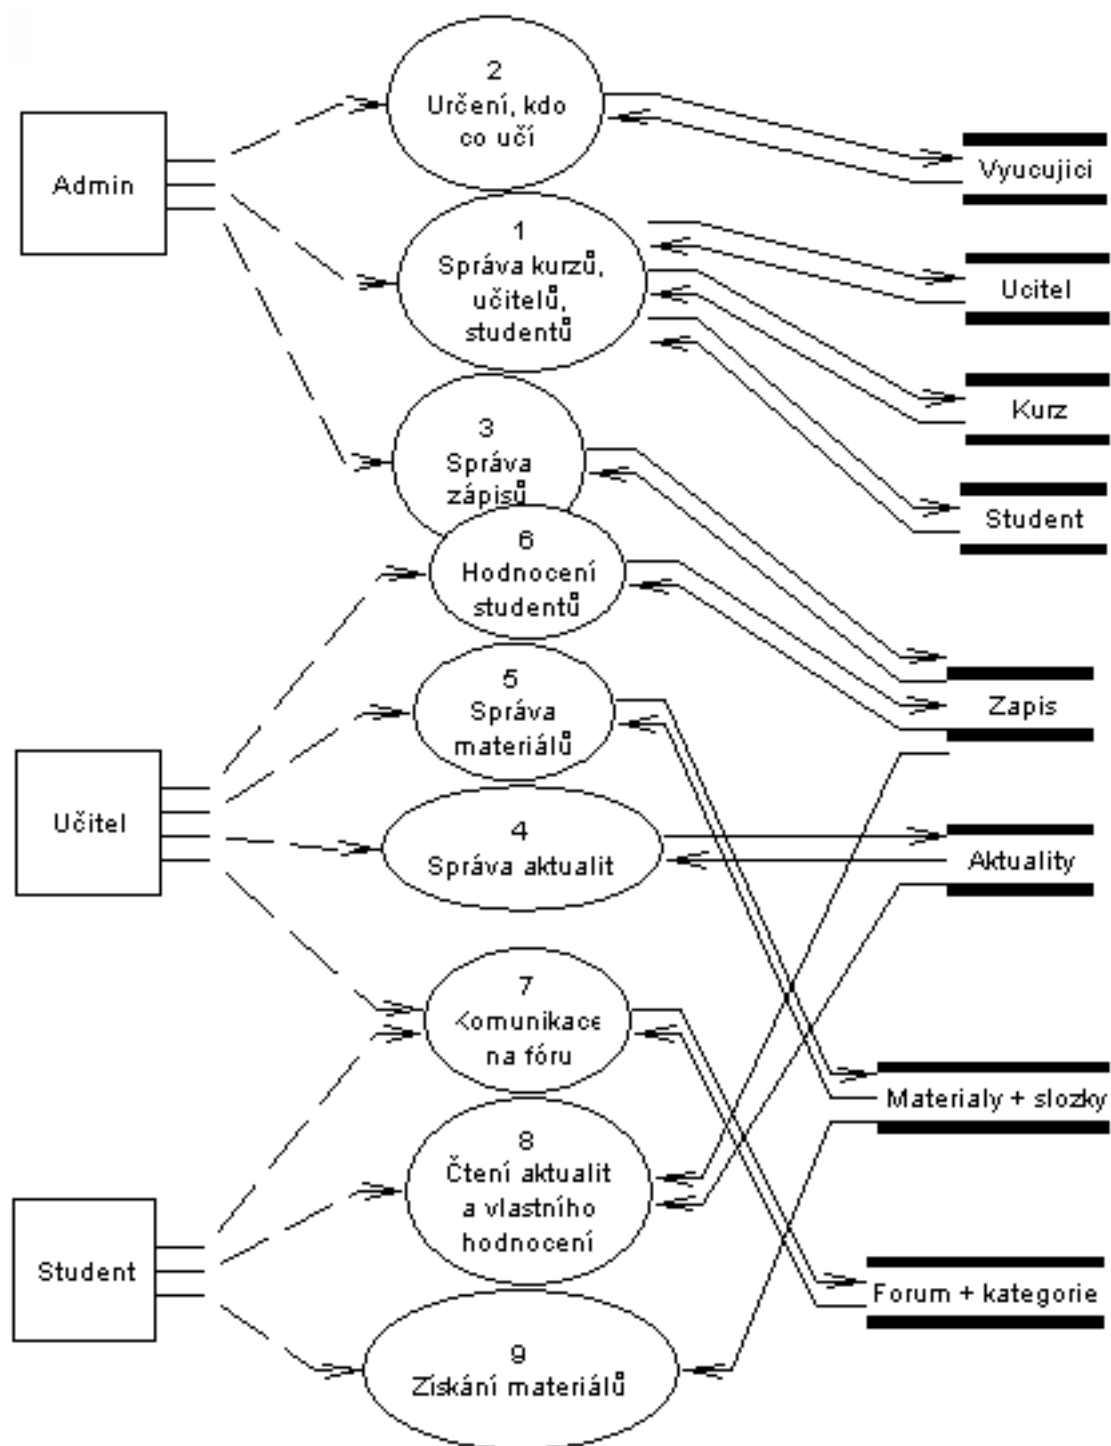 2
Určení, kdo
co učí
Admin
Vyucujici
1
Správa kurzů,
učitelů,
studentů
Ucitel
Kurz
3
Správa
zápisů
Student
6
Hodnocení
studentů
5
Správa
materiálů
Zapis
Učitel
4
Správa aktualit
Aktuality
7
Komunikace
na fóru
Materialy + slozky
8
Čtení aktualit
a vlastního
hodnocení
Student
Forum + kategorie
9
Získání materiálů